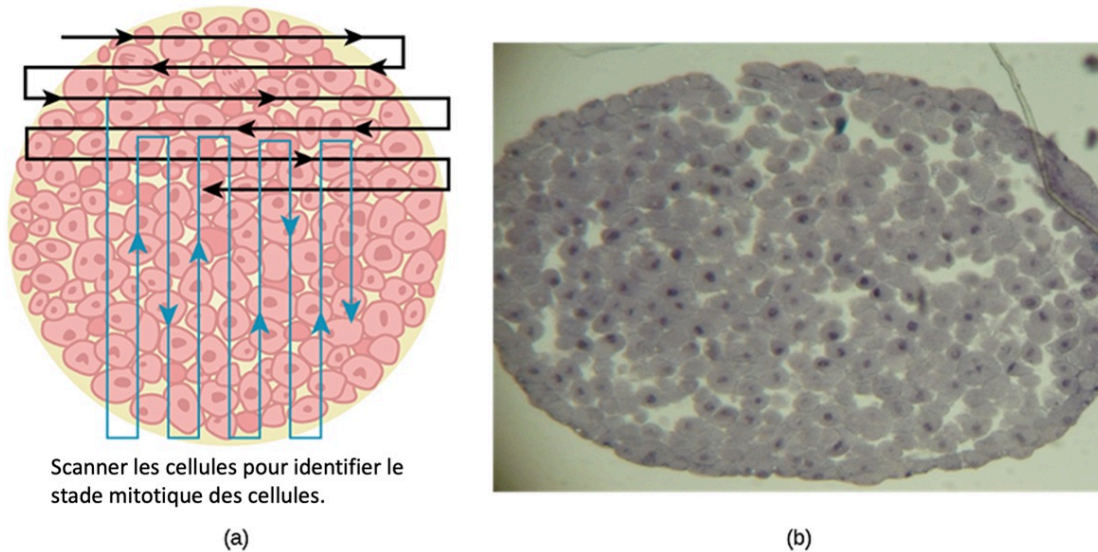 Scanner les cellules pour identifier le
stade mitotique des cellules.
(a)
(b)